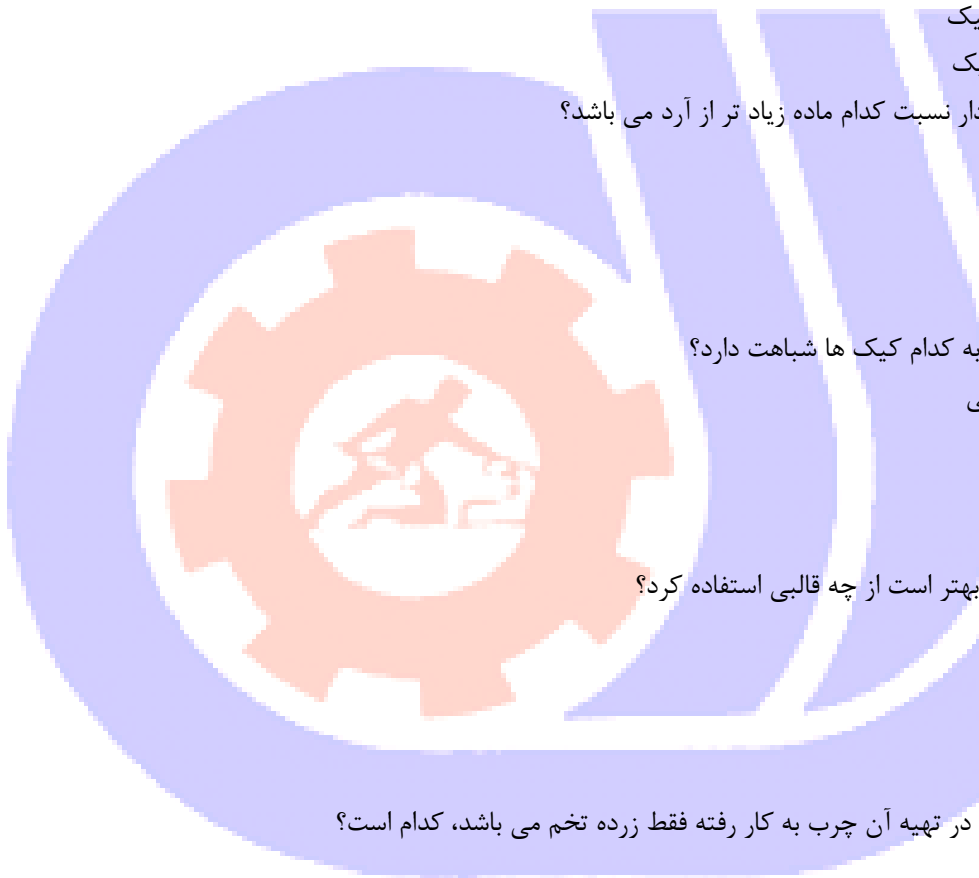 یک
یک
دار نسبت کدام ماده زیاد تر از آرد می باشد؟
به کدام کیک ها شباهت دارد؟
ی
بهتر است از چه قالبی استفاده کرد؟
در تهیه آن چرب به کار رفته فقط زرده تخم می باشد، کدام است؟